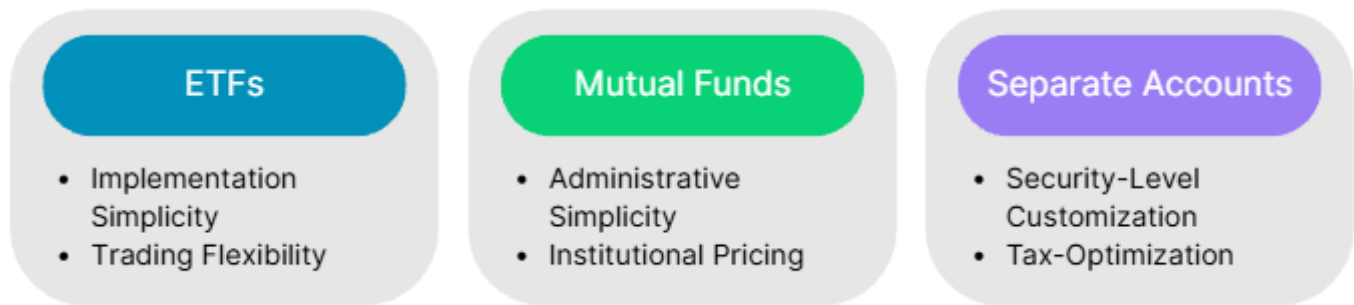 ETFs
• Implementation
Simplicity
• Trading Flexibility
Mutual Funds
• Administrative
Simplicity
• Institutional Pricing
Separate Accounts
• Security-Level
Customization
• Tax-Optimization